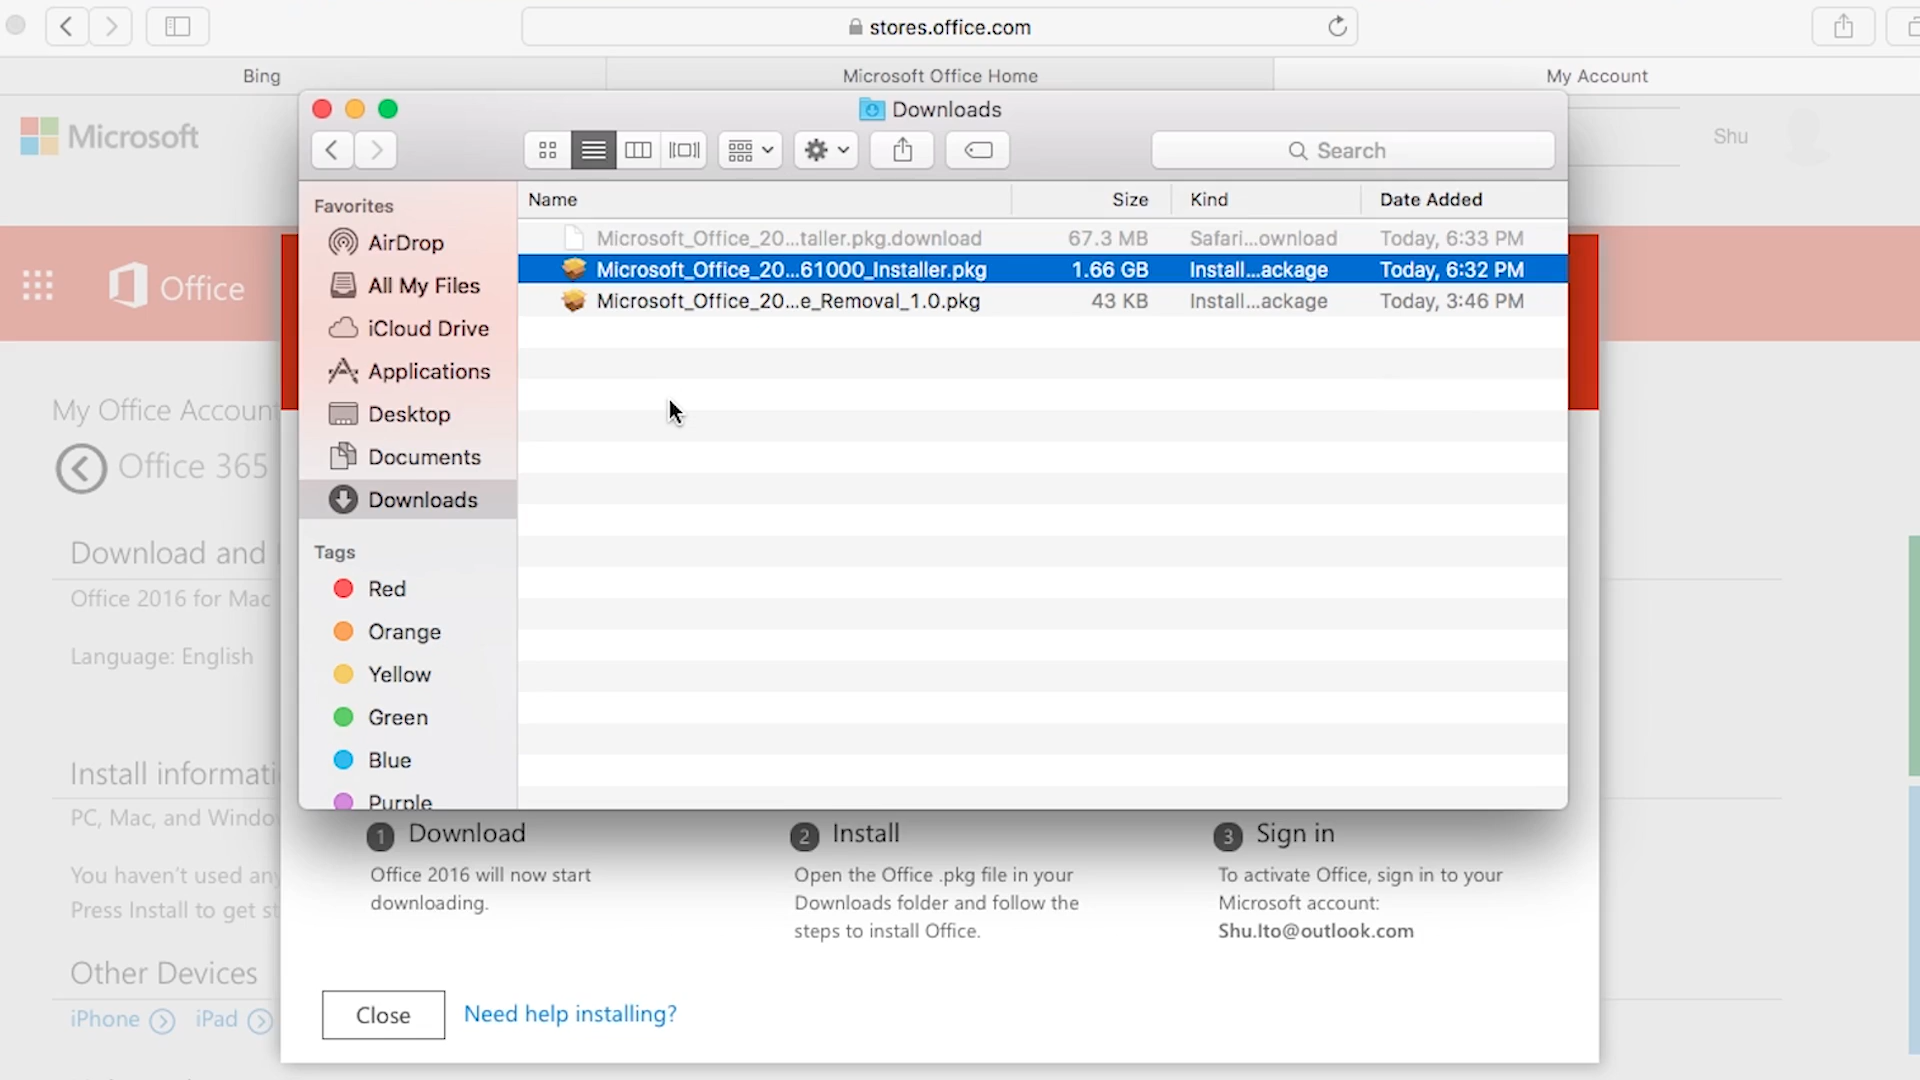 stores.office.com
Bing
Microsoft Office Home
My Account
Downloads
Search
Microsoft
Shu
Favorites
AirDrop
All My Files
iCloud Drive
Applications
Desktop
Documents
Downloads
Tags
Red
Orange
Yellow
Green
Blue
Purple
Name Size Kind Date Added
Microsoft_Office_20...taller.pkg.download 67.3 MB Safari...ownload Today, 6:33 PM
Microsoft_Office_20...61000_Installer.pkg 1.66 GB Install...ackage Today, 6:32 PM
Microsoft_Office_20...e_Removal_1.0.pkg 43 KB Install...ackage Today, 3:46 PM
Office
My Office Account
Office 365
Download and
Office 2016 for Mac
Language: English
Install informati
PC, Mac, and Windo
You haven't used any
Press Install to get st
Other Devices
iPhone iPad
1 Download
Office 2016 will now start
downloading.
2 Install
Open the Office .pkg file in your
Downloads folder and follow the
steps to install Office.
3 Sign in
To activate Office, sign in to your
Microsoft account:
Shu.Ito@outlook.com
Close
Need help installing?